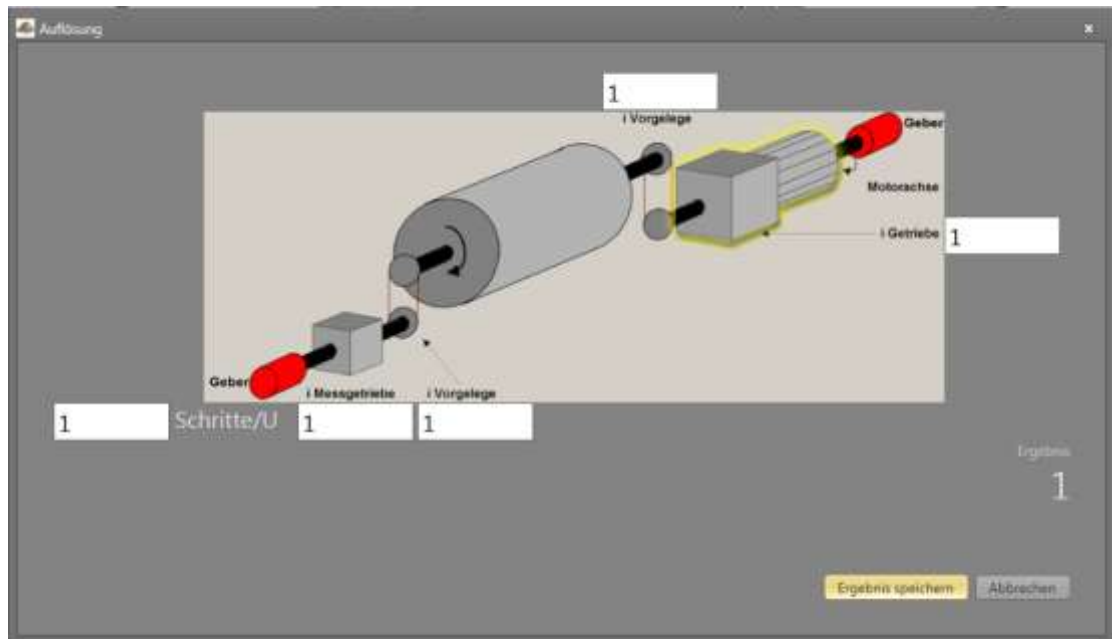 Auflösung
1
i Vorgelege
Geber
Motorachse
i Getriebe 1
Geber
i Messgetriebe i Vorgelege
1 Schritte/U 1 1
Ergebnis
1
Ergebnis speichern Abbrechen